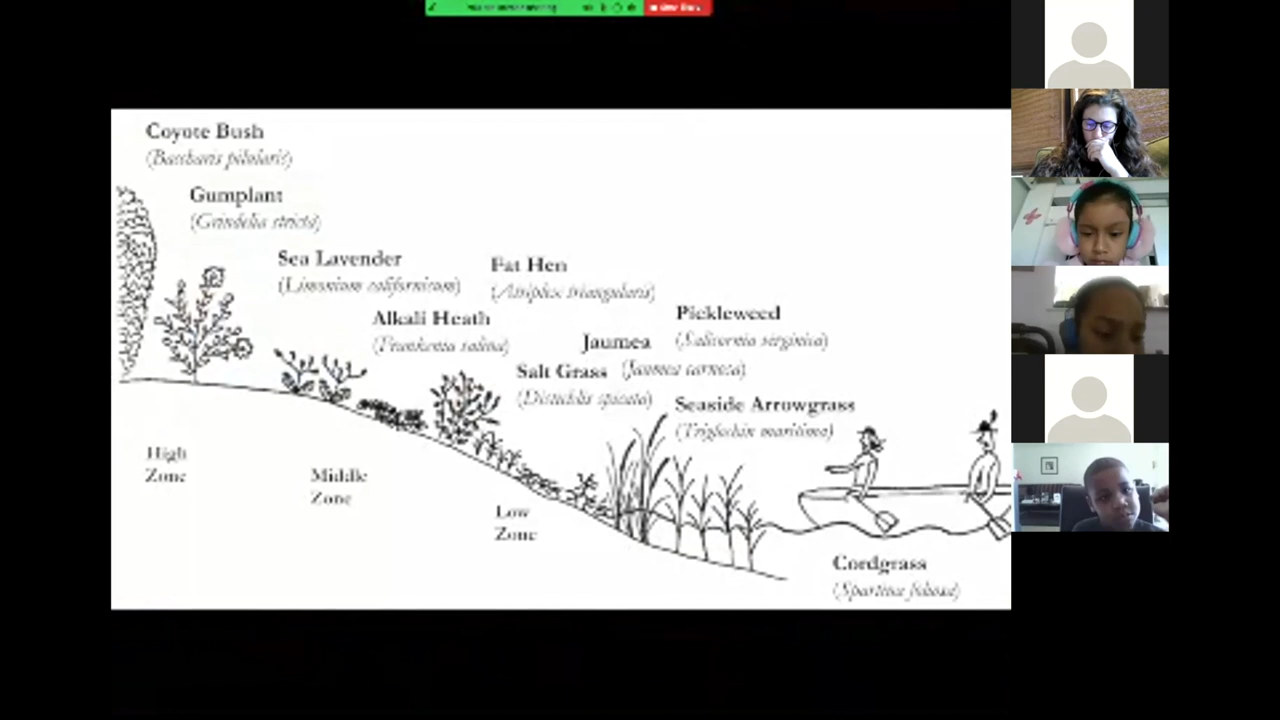 Coyote Bush
(Baccharis pilularis)
Gumplant
(Grindelia stricta)
Sea Lavender
(Limonium californicum)
Fat Hen
(Atriplex triangularis)
Alkali Heath
(Frankenia salina)
Pickleweed
(Salicornia virginica)
Jaumea
(Jaumea carnosa)
Salt Grass
(Distichlis spicata)
Seaside Arrowgrass
(Triglochin maritima)
High
Zone
Middle
Zone
Low
Zone
Cordgrass
(Spartina foliosa)